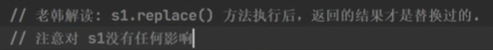 // 老韩解读: s1.replace() 方法执行后, 返回的结果才是替换过的.
// 注意对 s1没有任何影响